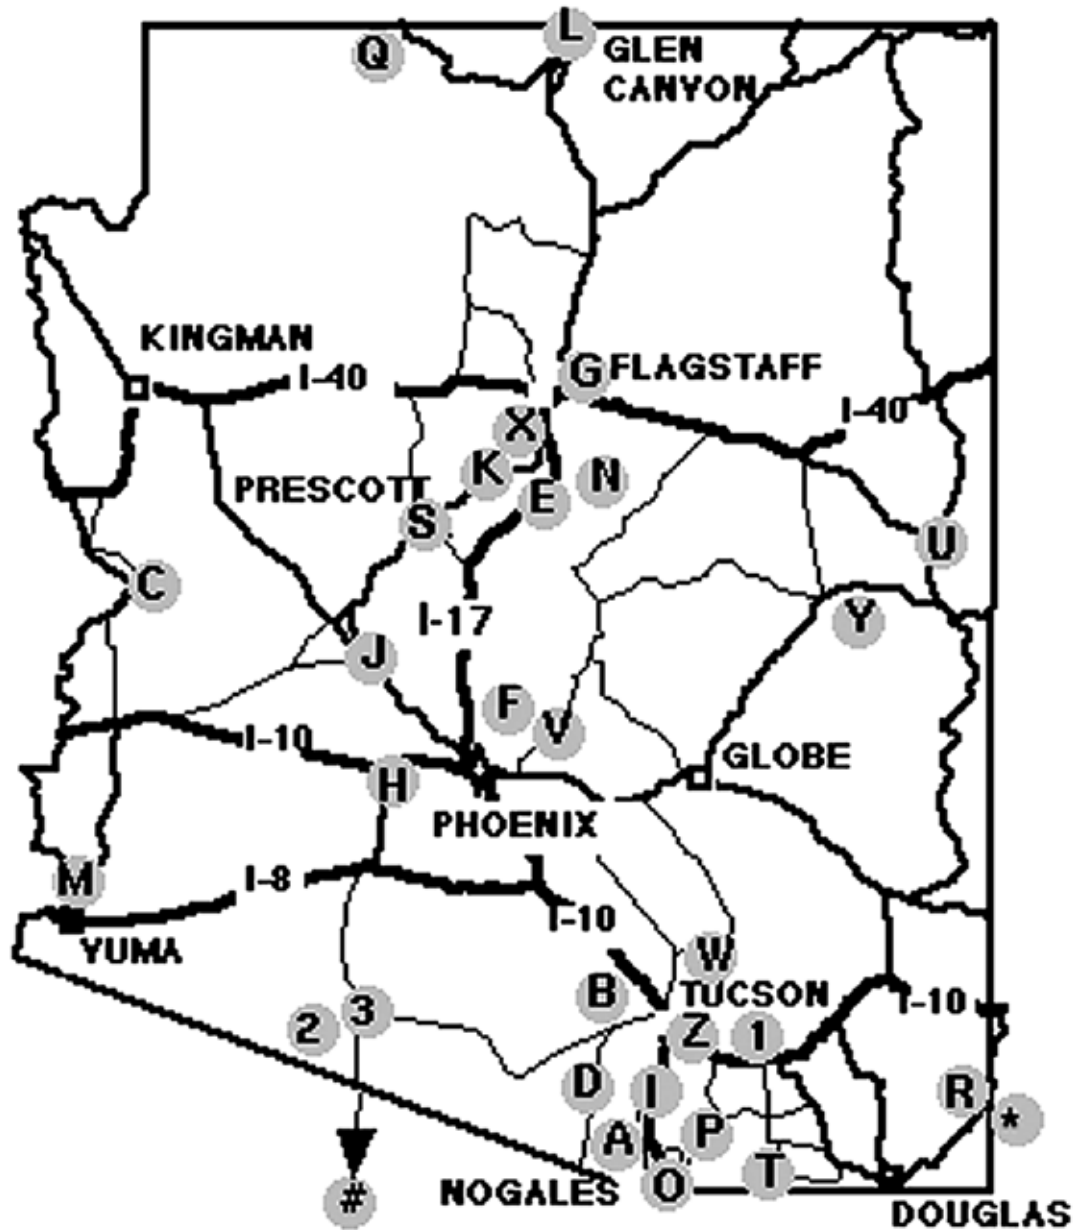 L
Q
GLEN
CANYON
KINGMAN
I-40
G
FLAGSTAFF
I-40
X
K
N
PRESCOTT
E
S
U
C
I-17
Y
J
F
V
I-10
GLOBE
H
PHOENIX
M
I-8
I-10
YUMA
W
B
TUCSON
I-10
2
3
Z
1
D
I
R
*
A
P
T
#
NOGALES
O
DOUGLAS